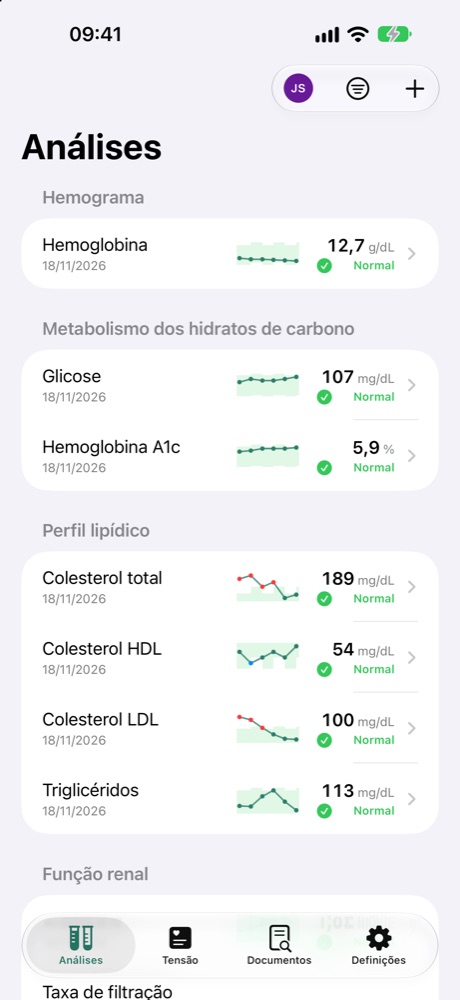 09:41
JS
Análises
Hemograma
Hemoglobina
12,7 g/dL
18/11/2026
Normal
Metabolismo dos hidratos de carbono
Glicose
107 mg/dL
18/11/2026
Normal
Hemoglobina A1c
5,9 %
18/11/2026
Normal
Perfil lipídico
Colesterol total
189 mg/dL
18/11/2026
Normal
Colesterol HDL
54 mg/dL
18/11/2026
Normal
Colesterol LDL
100 mg/dL
18/11/2026
Normal
Triglicéridos
113 mg/dL
18/11/2026
Normal
Função renal
Análises
Tensão
Documentos
Definições
Taxa de filtração